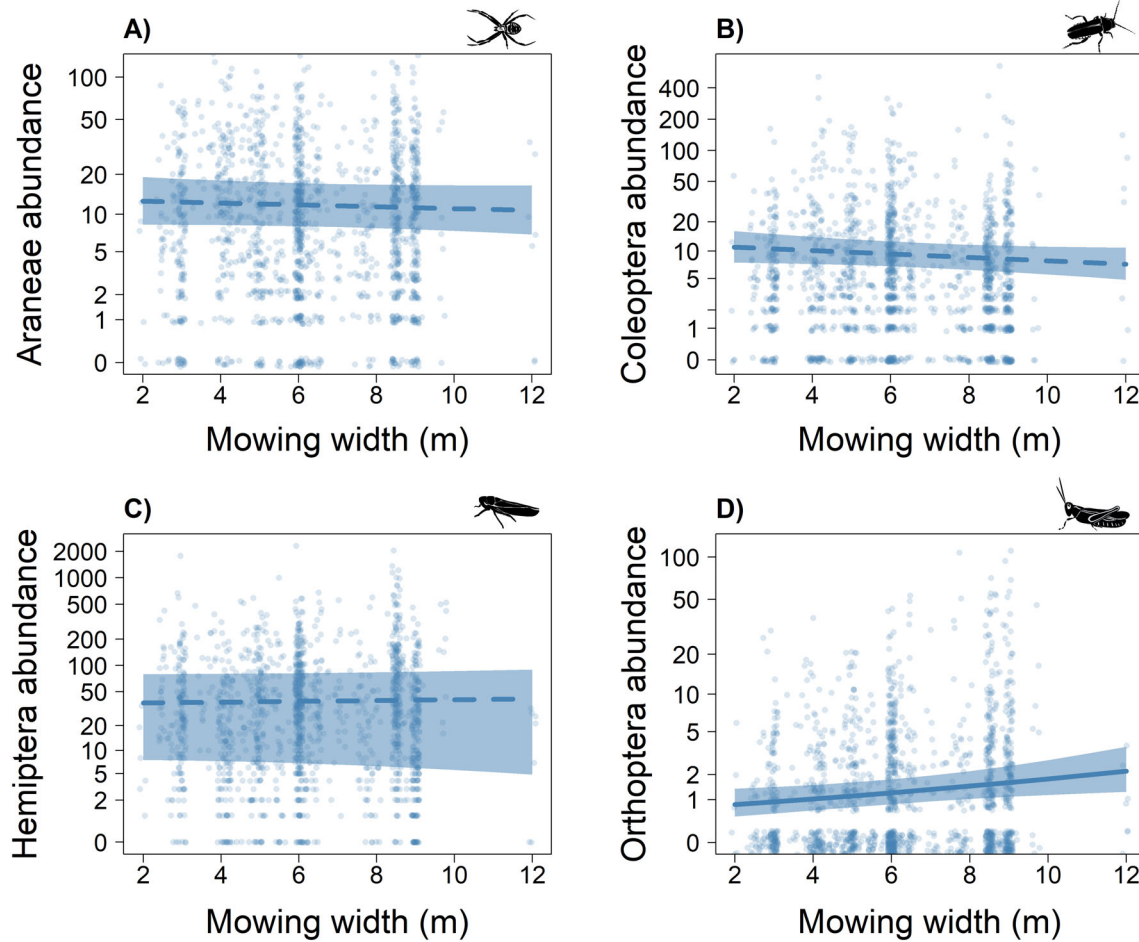 A)
Araneae abundance
100
50
20
10
5
2
1
0
2 4 6 8 10 12
Mowing width (m)
B)
Coleoptera abundance
400
200
100
50
20
10
5
1
0
2 4 6 8 10 12
Mowing width (m)
C)
Hemiptera abundance
2000
1000
500
200
100
50
20
10
5
2
0
2 4 6 8 10 12
Mowing width (m)
D)
Orthoptera abundance
100
50
20
10
5
2
1
0
2 4 6 8 10 12
Mowing width (m)